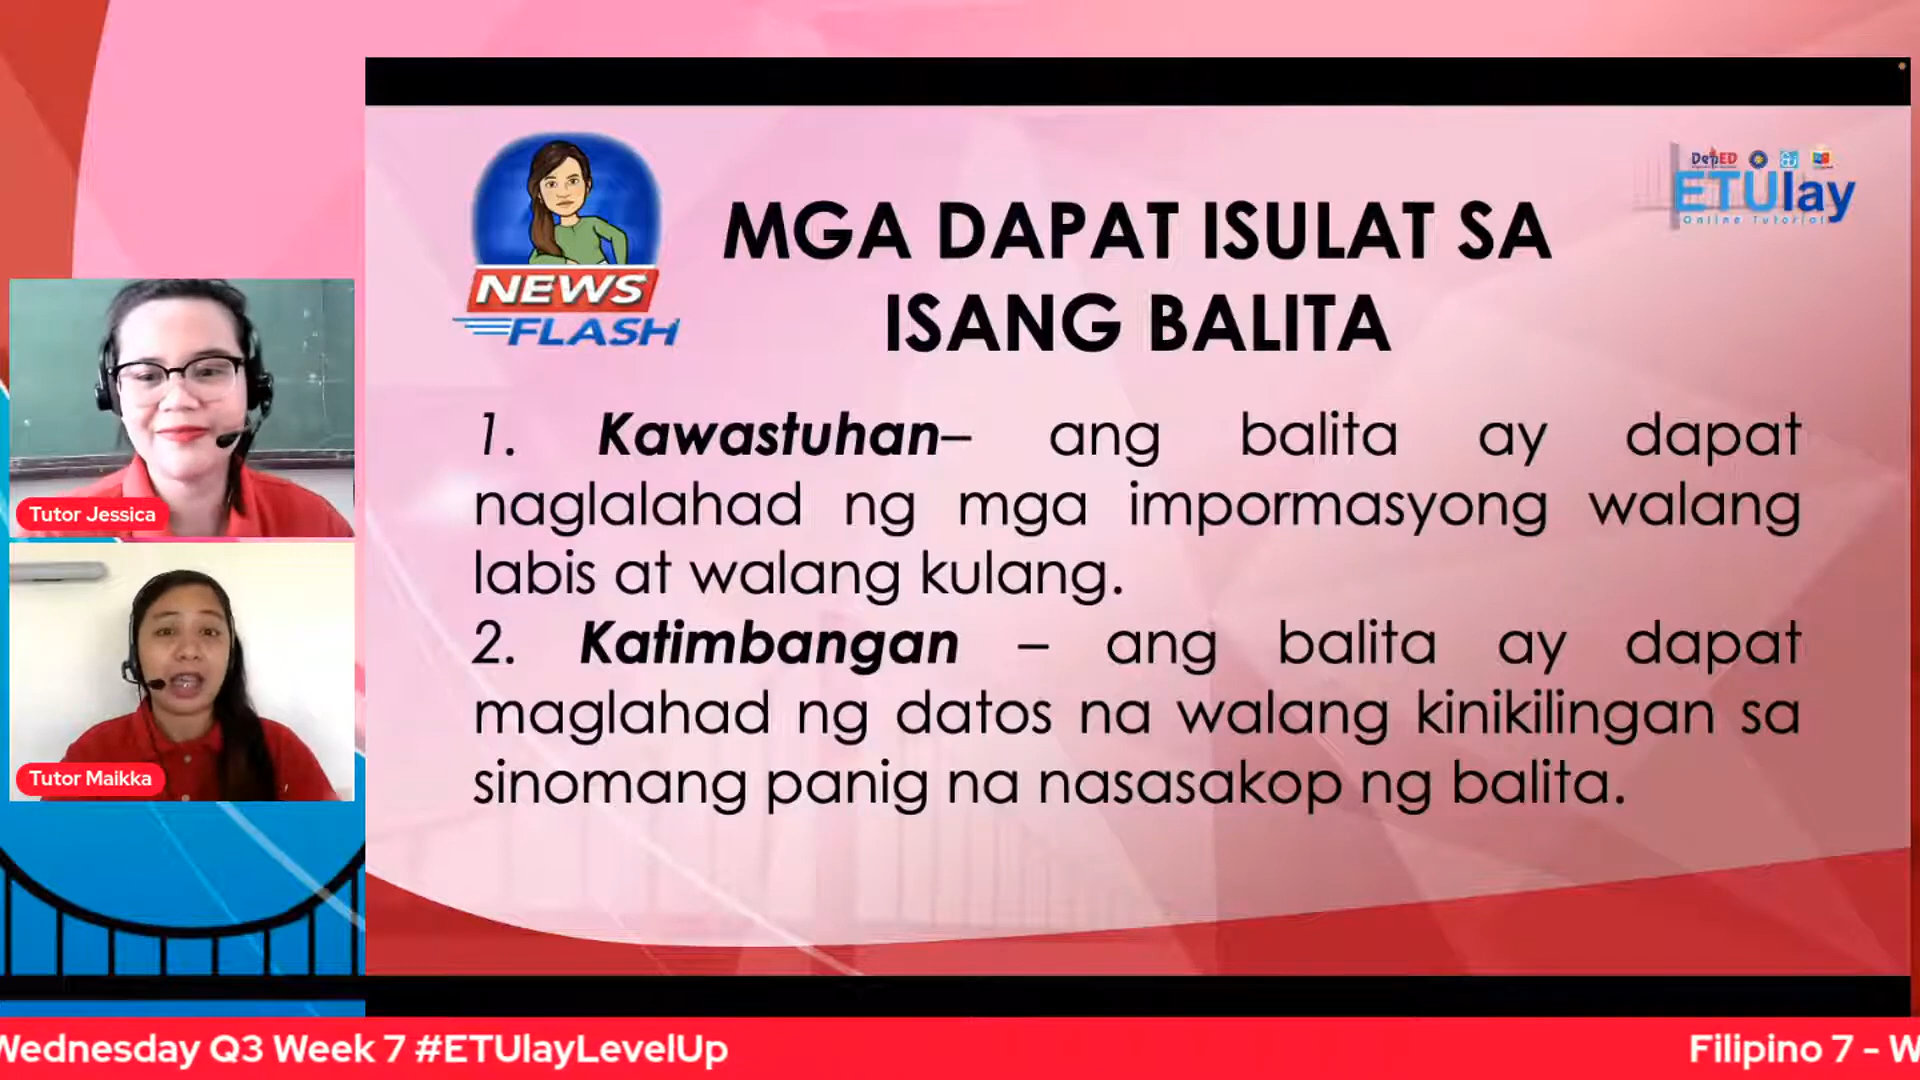 NEWS
FLASH
MGA DAPAT ISULAT SA
ISANG BALITA
DepED
ETUlay
Online Tutorial
1. Kawastuhan– ang balita ay dapat
naglalahad ng mga impormasyong walang
labis at walang kulang.
2. Katimbangan – ang balita ay dapat
maglahad ng datos na walang kinikilingan sa
sinomang panig na nasasakop ng balita.
Tutor Jessica
Tutor Maikka
Wednesday Q3 Week 7 #ETUlayLevelUp
Filipino 7 - W